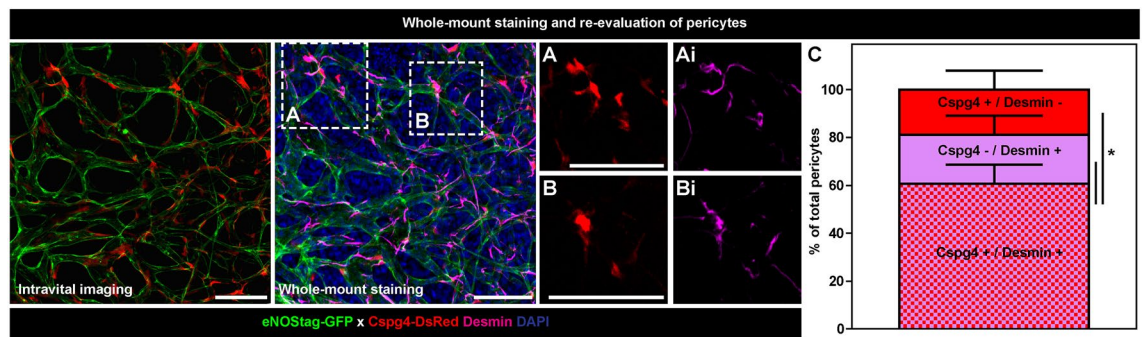 Whole-mount staining and re-evaluation of pericytes
Intravital imaging
A
B
Whole-mount staining
A
Ai
B
Bi
eNOStag-GFP x Cspg4-DsRed Desmin DAPI
C
% of total pericytes
100
80
60
40
20
0
Cspg4 + / Desmin -
Cspg4 - / Desmin +
Cspg4 + / Desmin +
*